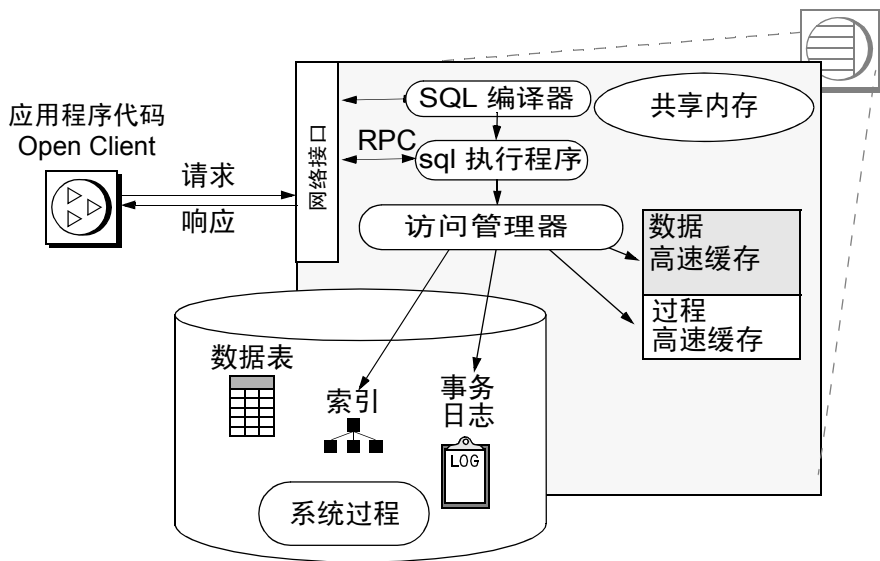 应用程序代码
Open Client
请求
响应
网络接口
SQL 编译器
RPC
sql 执行程序
访问管理器
共享内存
数据
高速缓存
过程
高速缓存
数据表
索引
事务
日志
LOG
系统过程